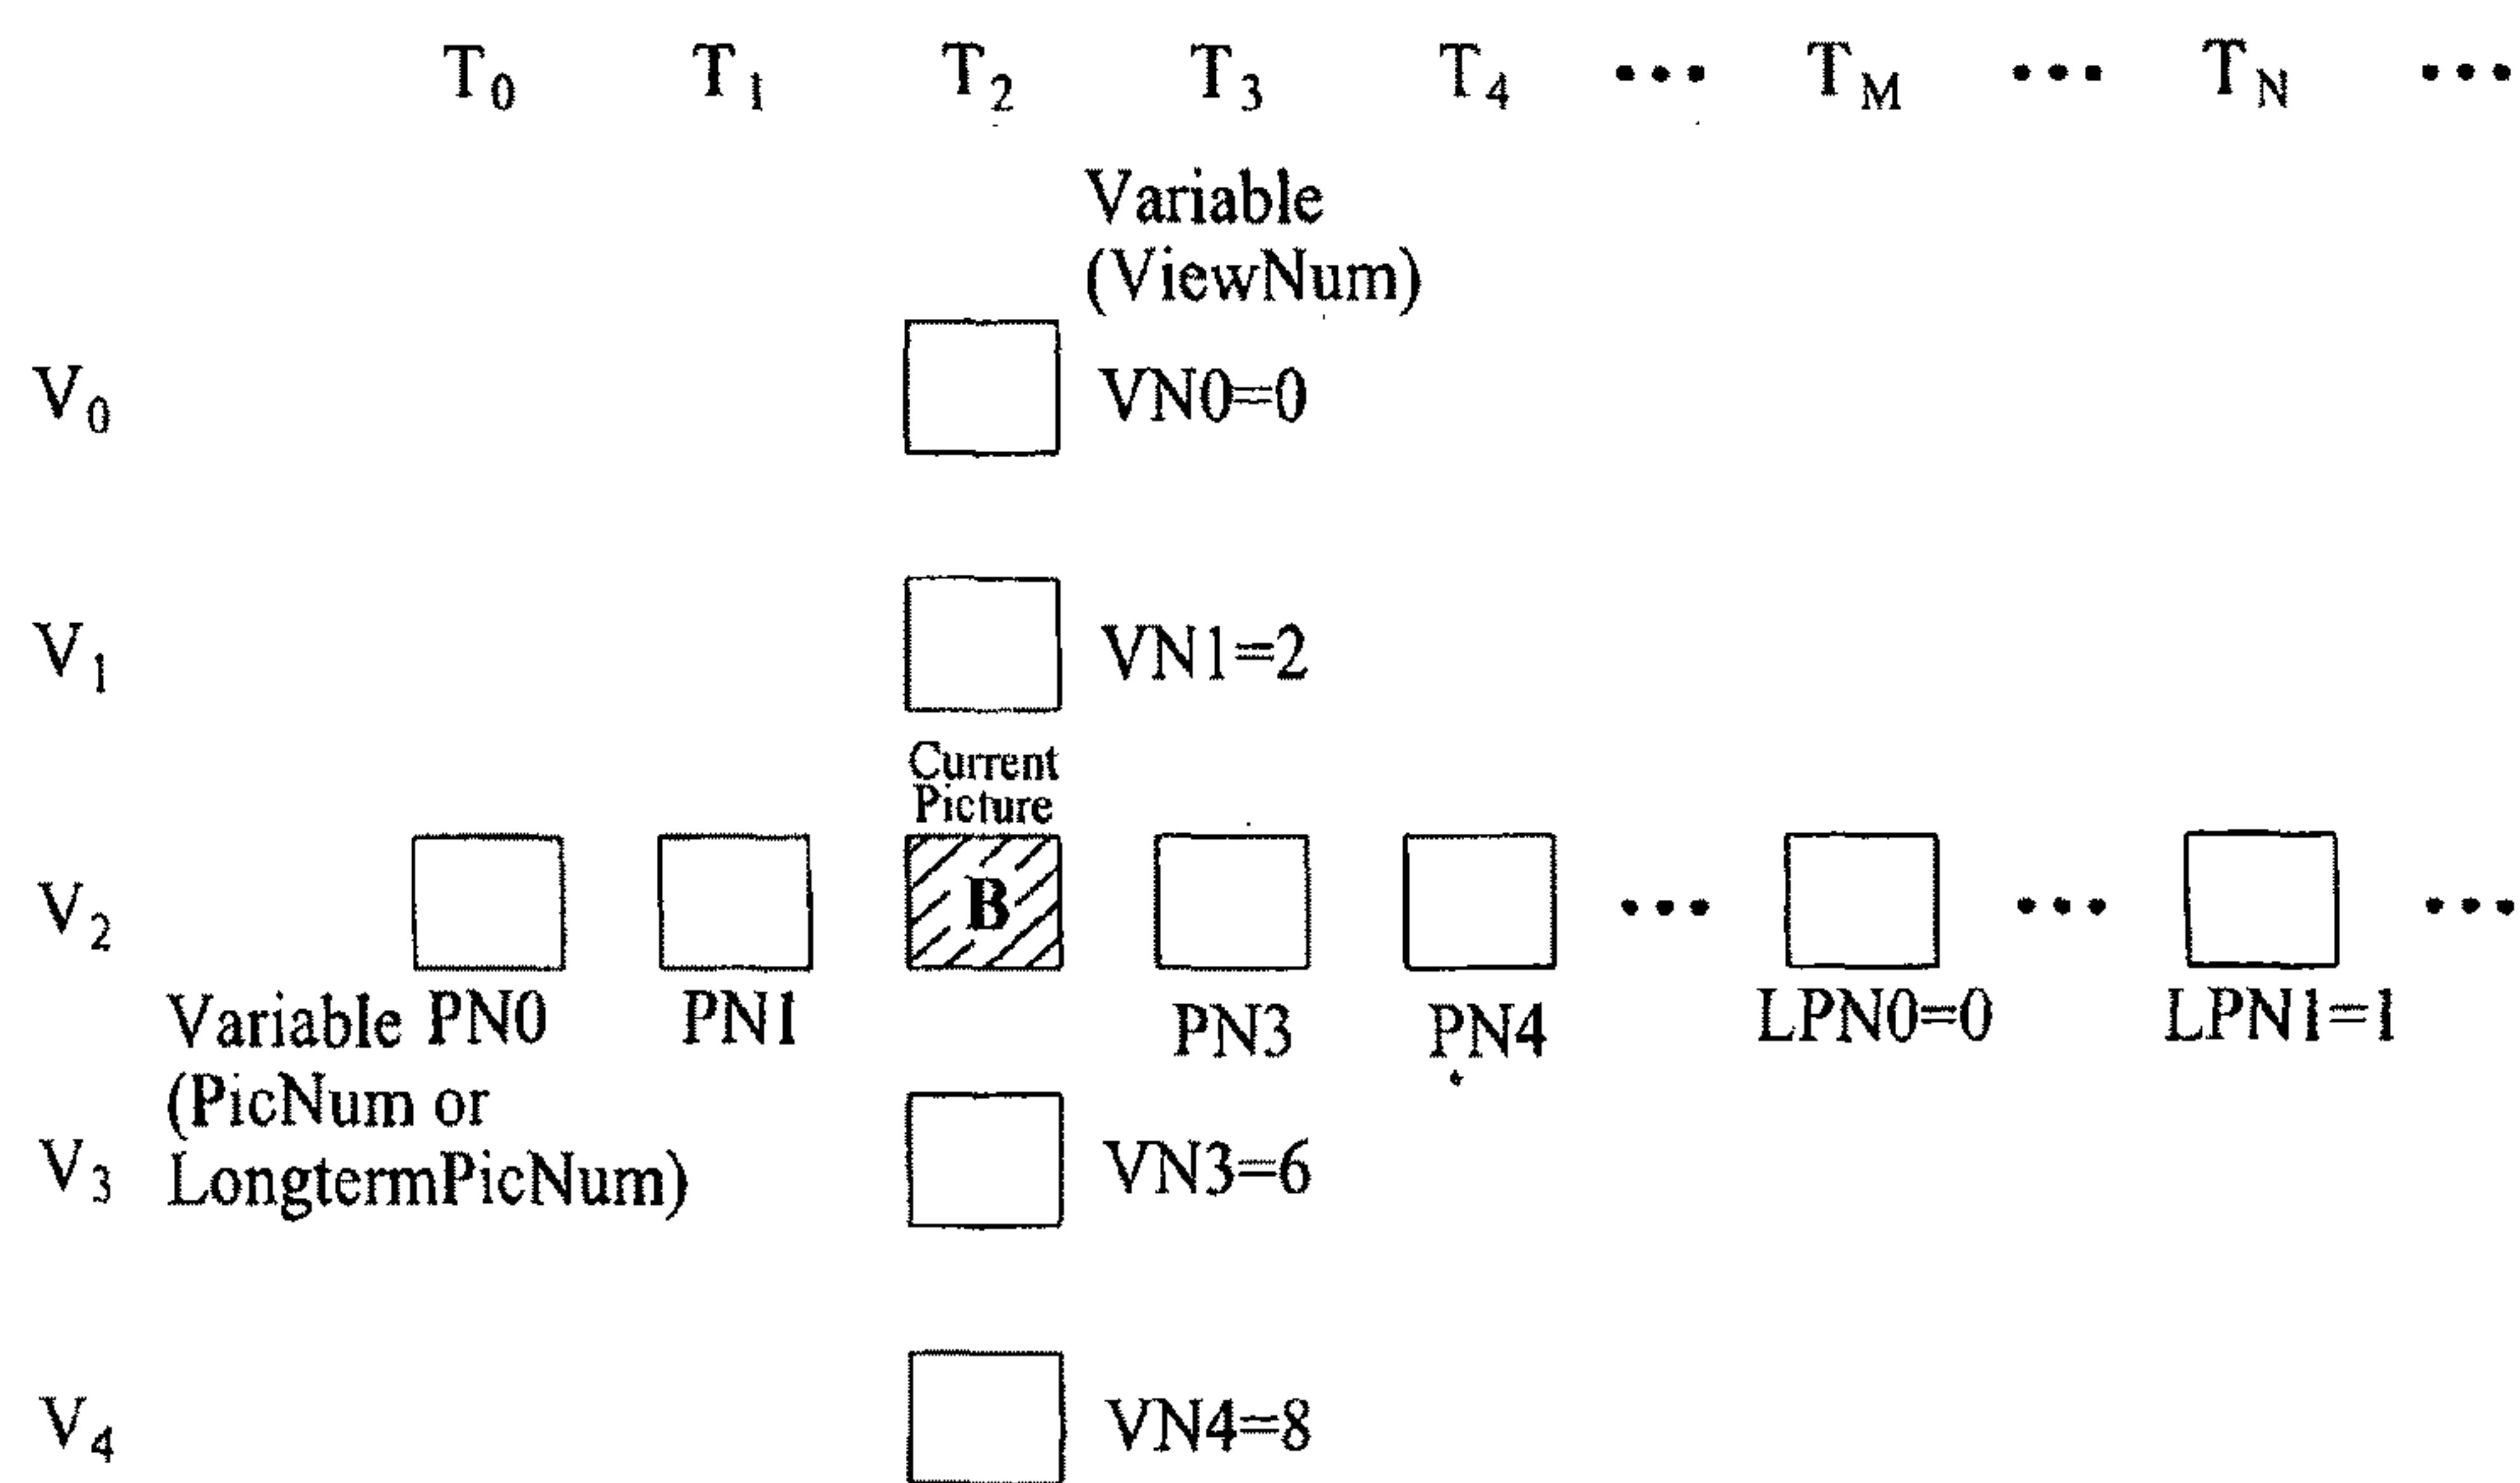 T0 T1 T2 T3 T4 ••• TM ••• TN •••
Variable
(ViewNum)
V0 VN0=0
V1 VN1=2
Current
Picture
V2 B ••• ••• •••
Variable PN0 PN1 PN3 PN4 LPN0=0 LPN1=1
(PicNum or
V3 LongtermPicNum) VN3=6
V4 VN4=8